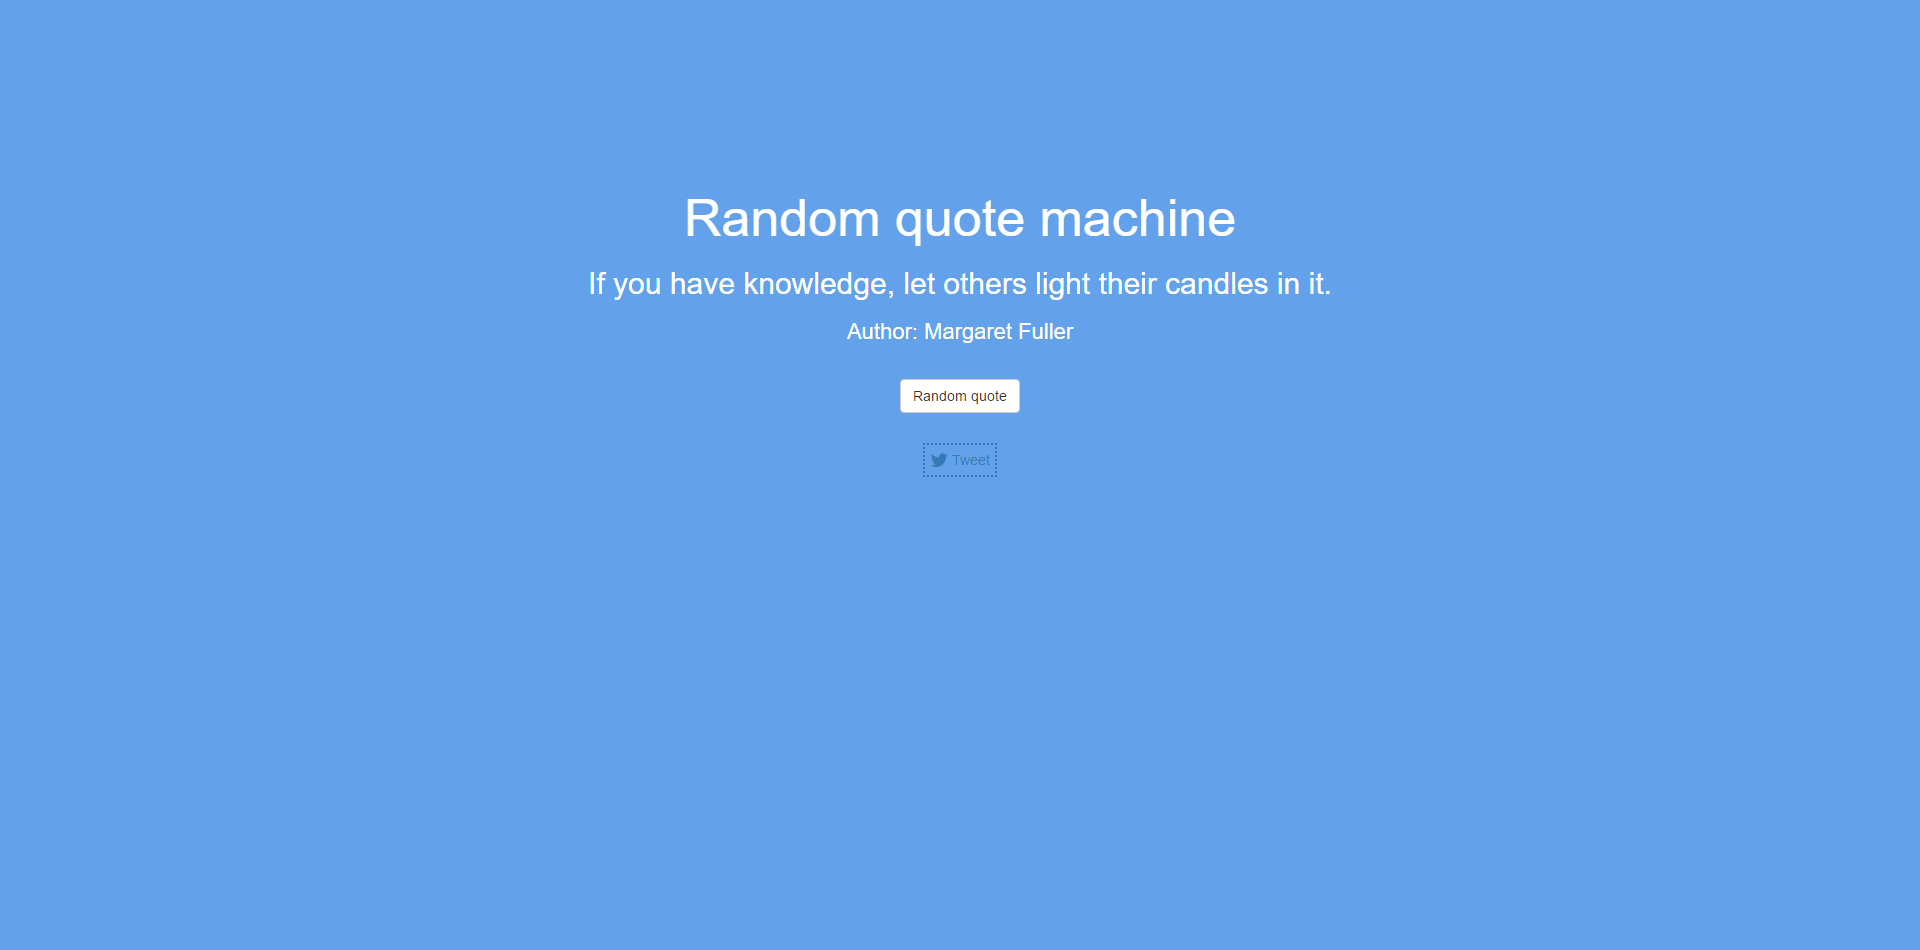 Random quote machine
If you have knowledge, let others light their candles in it.
Author: Margaret Fuller
Random quote
Tweet